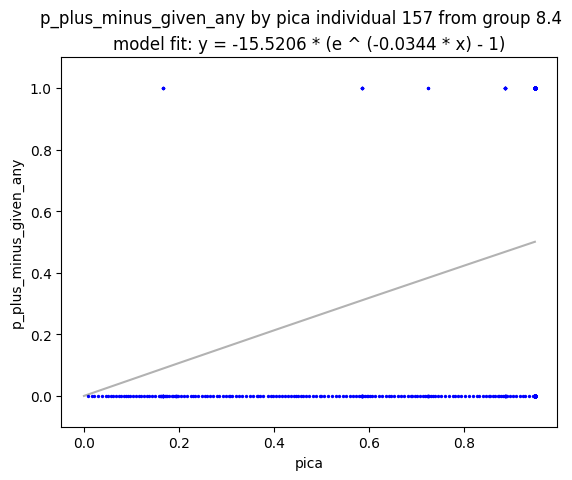 p_plus_minus_given_any by pica individual 157 from group 8.4
model fit: y = -15.5206 * (e ^ (-0.0344 * x) - 1)
1.0
0.8
0.6
0.4
0.2
0.0
p_plus_minus_given_any
0.0 0.2 0.4 0.6 0.8
pica